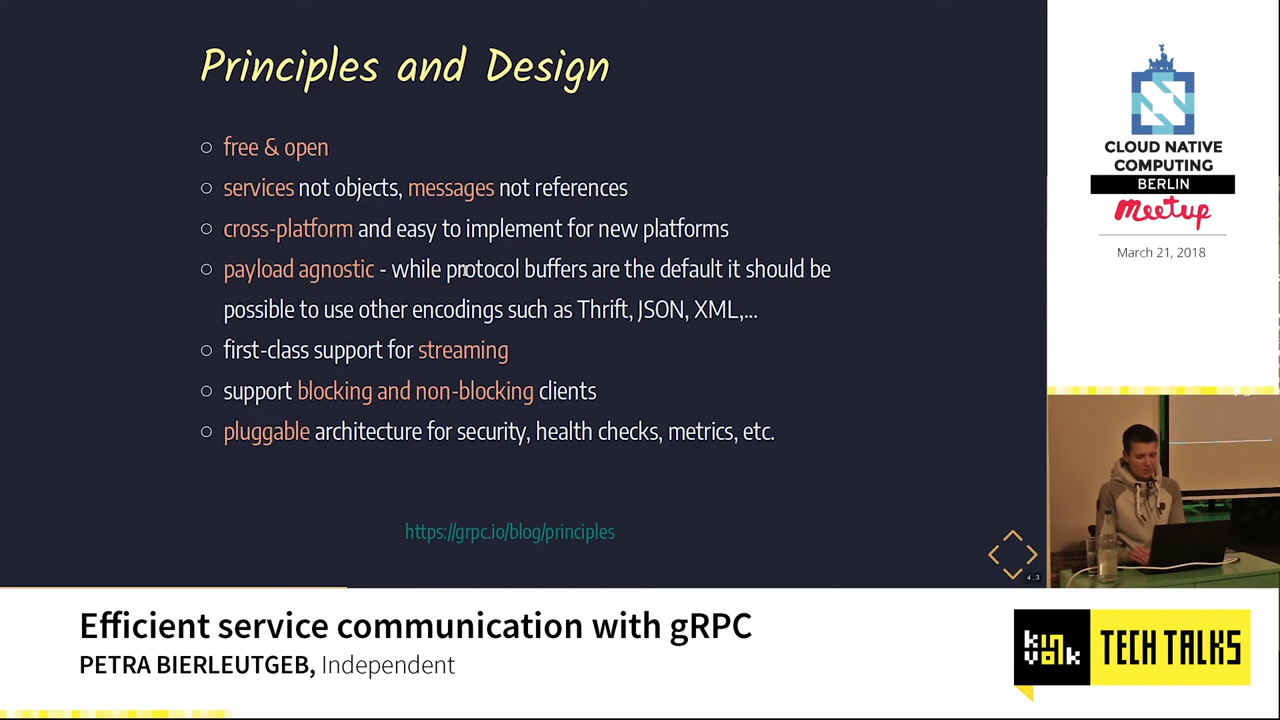 Principles and Design
free & open
services not objects, messages not references
cross-platform and easy to implement for new platforms
payload agnostic - while protocol buffers are the default it should be
possible to use other encodings such as Thrift, JSON, XML,...
first-class support for streaming
support blocking and non-blocking clients
pluggable architecture for security, health checks, metrics, etc.
https://grpc.io/blog/principles
4.3
CLOUD NATIVE
COMPUTING
BERLIN
Meetup
March 21, 2018
Efficient service communication with gRPC
PETRA BIERLEUTGEB, Independent
kinvolk
TECH TALKS